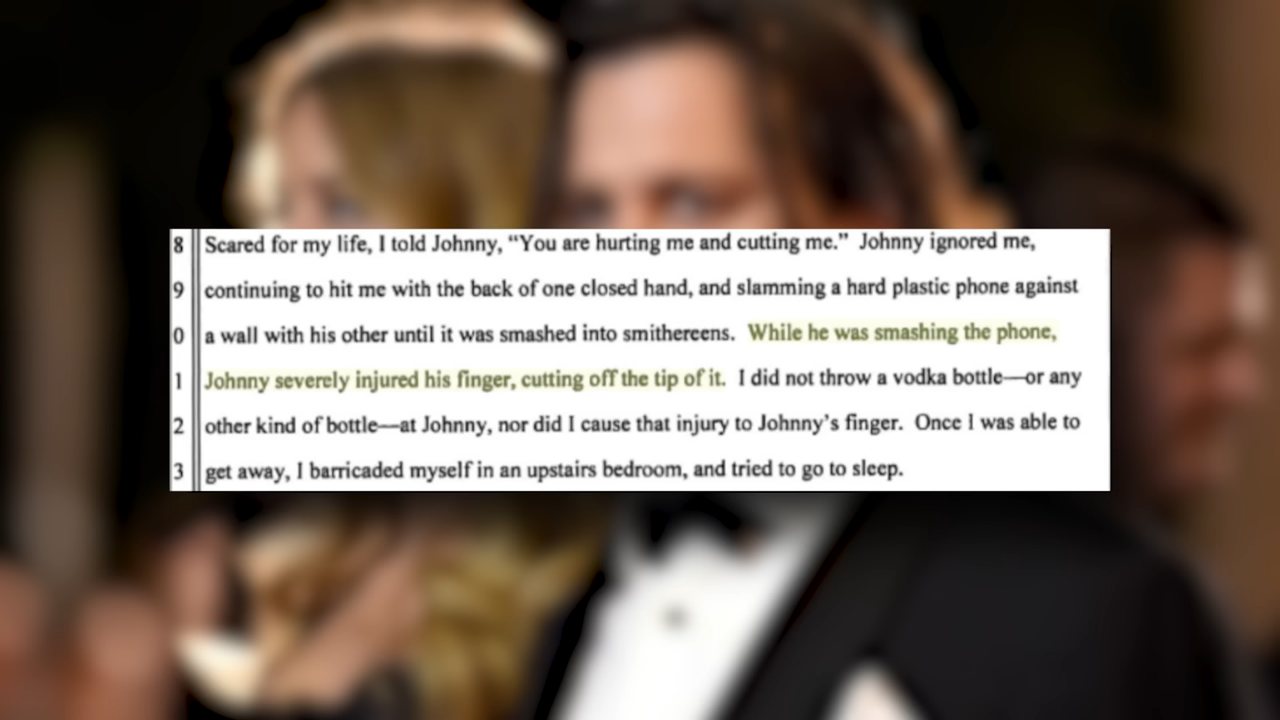 8 Scared for my life, I told Johnny, “You are hurting me and cutting me.” Johnny ignored me,
9 continuing to hit me with the back of one closed hand, and slamming a hard plastic phone against
0 a wall with his other until it was smashed into smithereens. While he was smashing the phone,
1 Johnny severely injured his finger, cutting off the tip of it. I did not throw a vodka bottle—or any
2 other kind of bottle—at Johnny, nor did I cause that injury to Johnny’s finger. Once I was able to
3 get away, I barricaded myself in an upstairs bedroom, and tried to go to sleep.